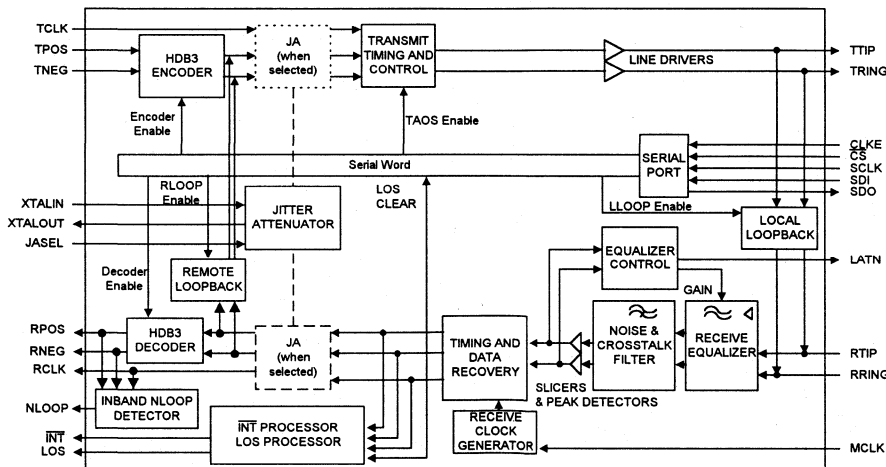 TCLK
TPOS
TNEG
HDB3
ENCODER
JA
(when
selected)
TRANSMIT
TIMING AND
CONTROL
LINE DRIVERS
TTIP
TRING
Encoder
Enable
TAOS Enable
Serial Word
SERIAL
PORT
CLKE
CS
SCLK
SDI
SDO
RLOOP
Enable
LOS
CLEAR
LLOOP Enable
LOCAL
LOOPBACK
XTALIN
XTALOUT
JASEL
JITTER
ATTENUATOR
Decoder
Enable
REMOTE
LOOPBACK
EQUALIZER
CONTROL
LATN
GAIN
RPOS
RNEG
RCLK
HDB3
DECODER
JA
(when
selected)
TIMING AND
DATA
RECOVERY
NOISE &
CROSSTALK
FILTER
RECEIVE
EQUALIZER
RTIP
RRING
SLICERS
& PEAK DETECTORS
NLOOP
INBAND NLOOP
DETECTOR
INT PROCESSOR
LOS PROCESSOR
RECEIVE
CLOCK
GENERATOR
INT
LOS
MCLK